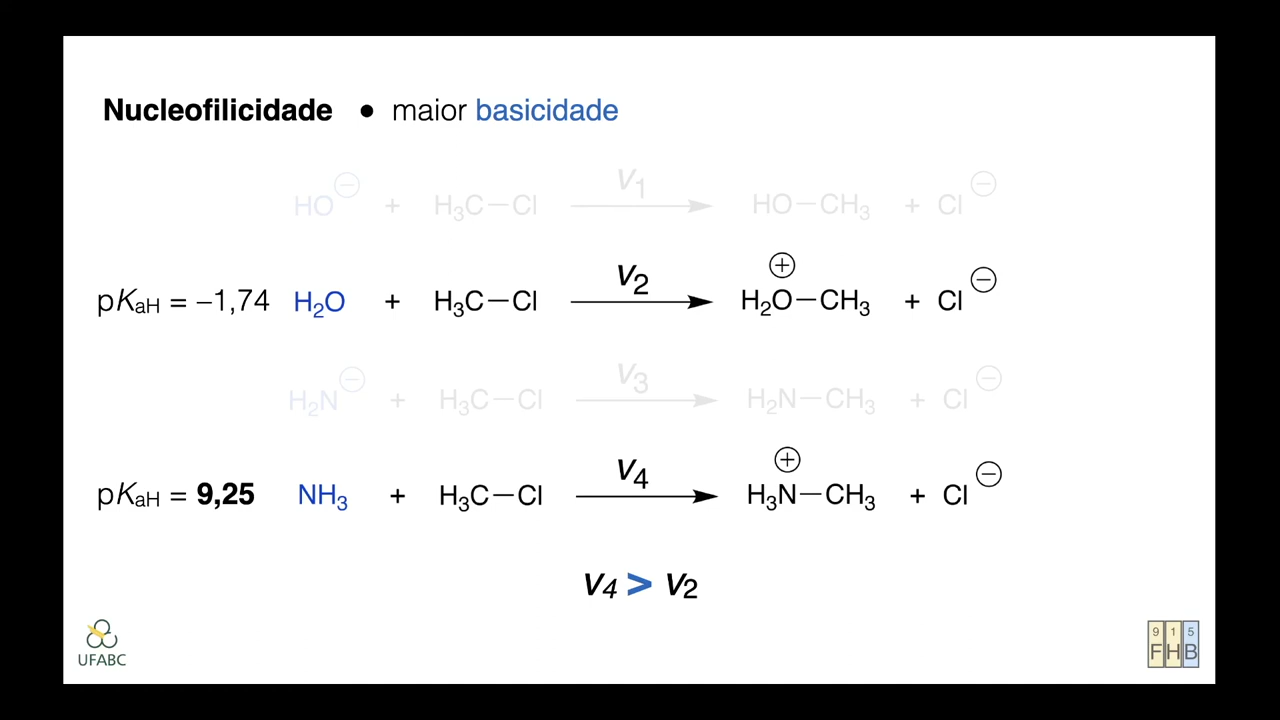 Nucleofilicidade • maior basicidade
HO⊖ + H₃C—Cl V₁ HO—CH₃ + Cl⊖
pKₐH = –1,74 H₂O + H₃C—Cl V₂ H₂O⊕—CH₃ + Cl⊖
H₂N⊖ + H₃C—Cl V₃ H₂N—CH₃ + Cl⊖
pKₐH = 9,25 NH₃ + H₃C—Cl V₄ H₃N⊕—CH₃ + Cl⊖
V₄ > V₂
UFABC
9 1 5
F H B